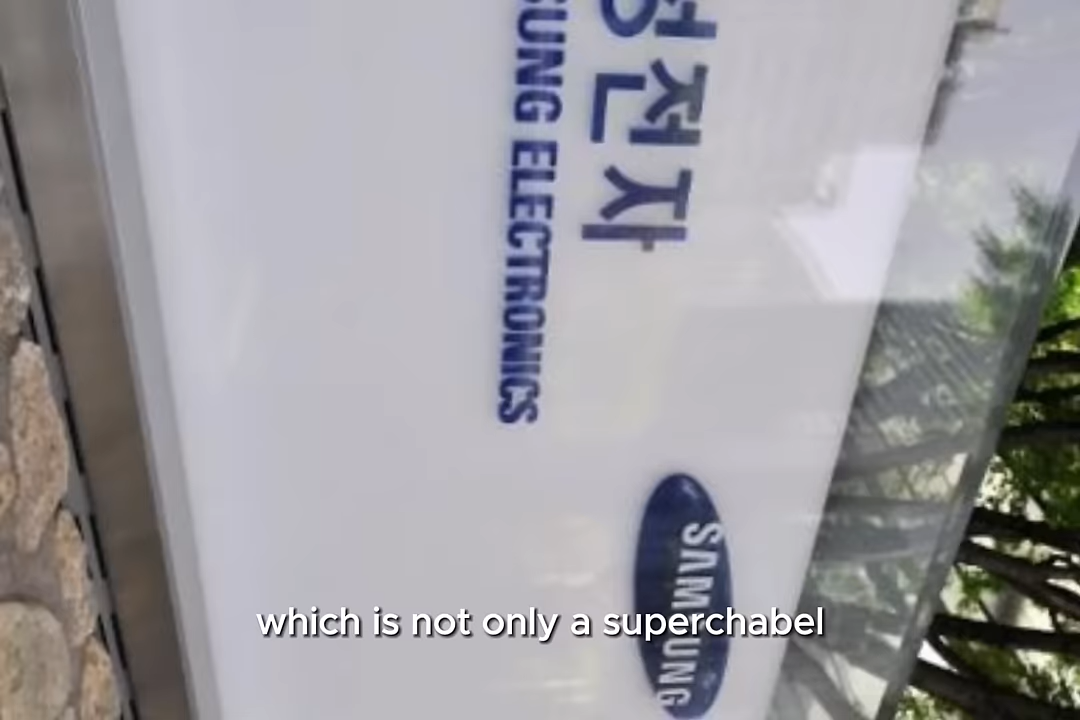 전자
SUNG ELECTRONICS
SAMSUNG
which is not only a superchabel